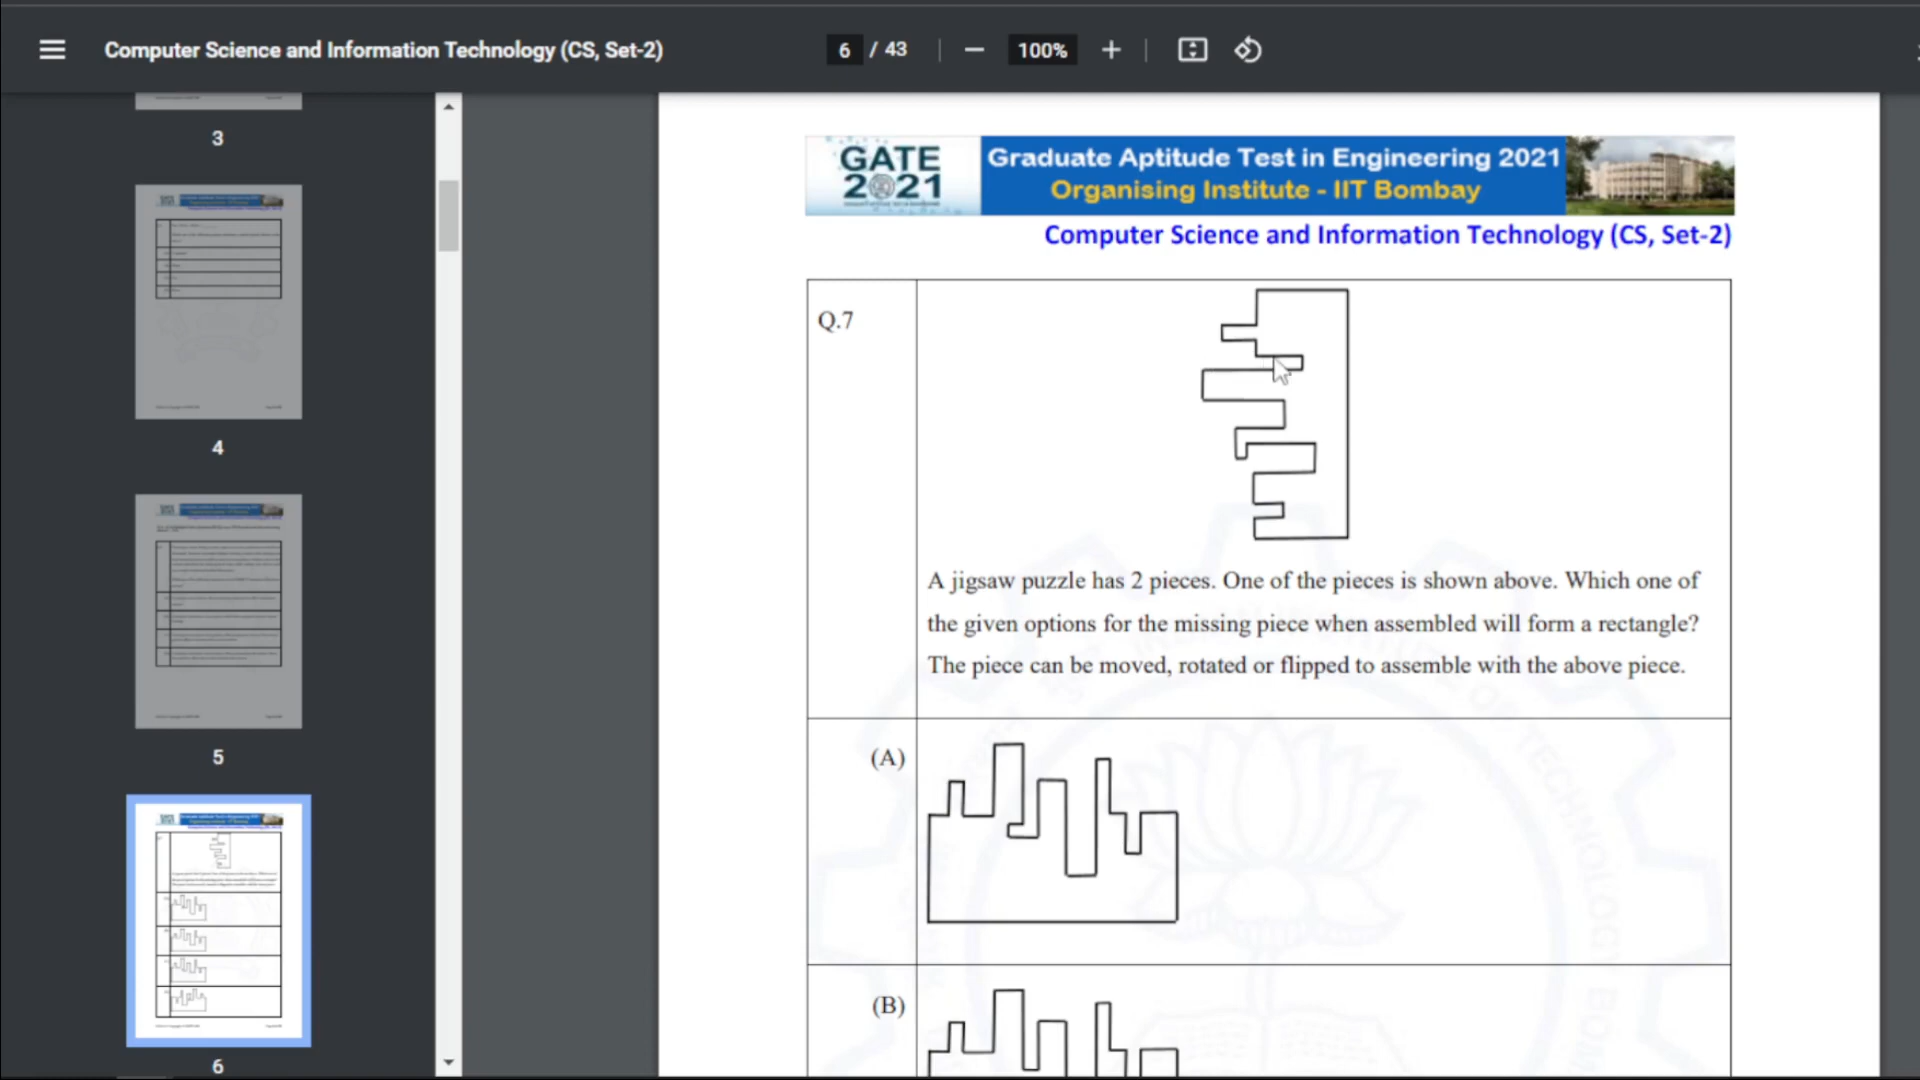 Computer Science and Information Technology (CS, Set-2)
6 / 43
100%
3
4
5
6
GATE
2021
Graduate Aptitude Test in Engineering 2021
Organising Institute - IIT Bombay
Computer Science and Information Technology (CS, Set-2)
Q.7
A jigsaw puzzle has 2 pieces. One of the pieces is shown above. Which one of
the given options for the missing piece when assembled will form a rectangle?
The piece can be moved, rotated or flipped to assemble with the above piece.
(A)
(B)